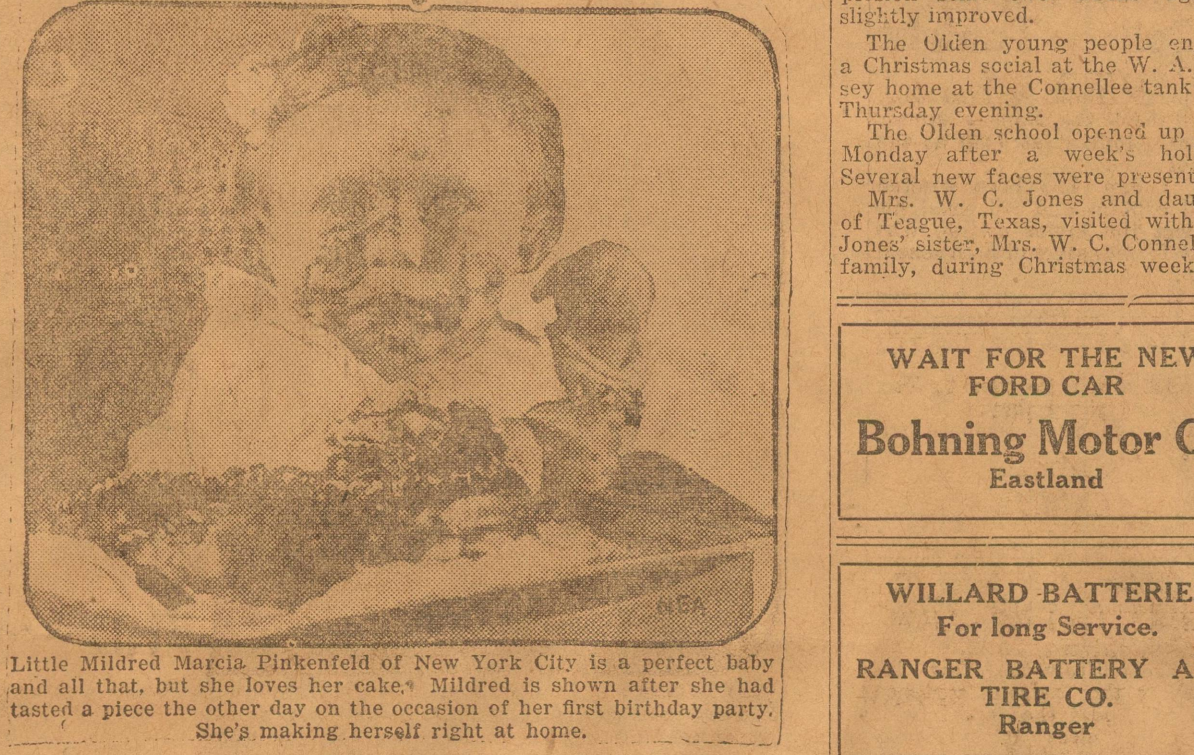 NEA
Little Mildred Marcia Pinkenfeld of New York City is a perfect baby
and all that, but she loves her cake. Mildred is shown after she had
tasted a piece the other day on the occasion of her first birthday party.
She's making herself right at home.
slightly improved.
The Olden young people en
a Christmas social at the W. A.
sey home at the Connellee tank
Thursday evening.
The Olden school opened up
Monday after a week's hol
Several new faces were present
Mrs. W. C. Jones and dau
of Teague, Texas, visited with
Jones' sister, Mrs. W. C. Connel
family, during Christmas week
WAIT FOR THE NEW
FORD CAR
Bohning Motor C
Eastland
WILLARD BATTERIE
For long Service.
RANGER BATTERY A
TIRE CO.
Ranger